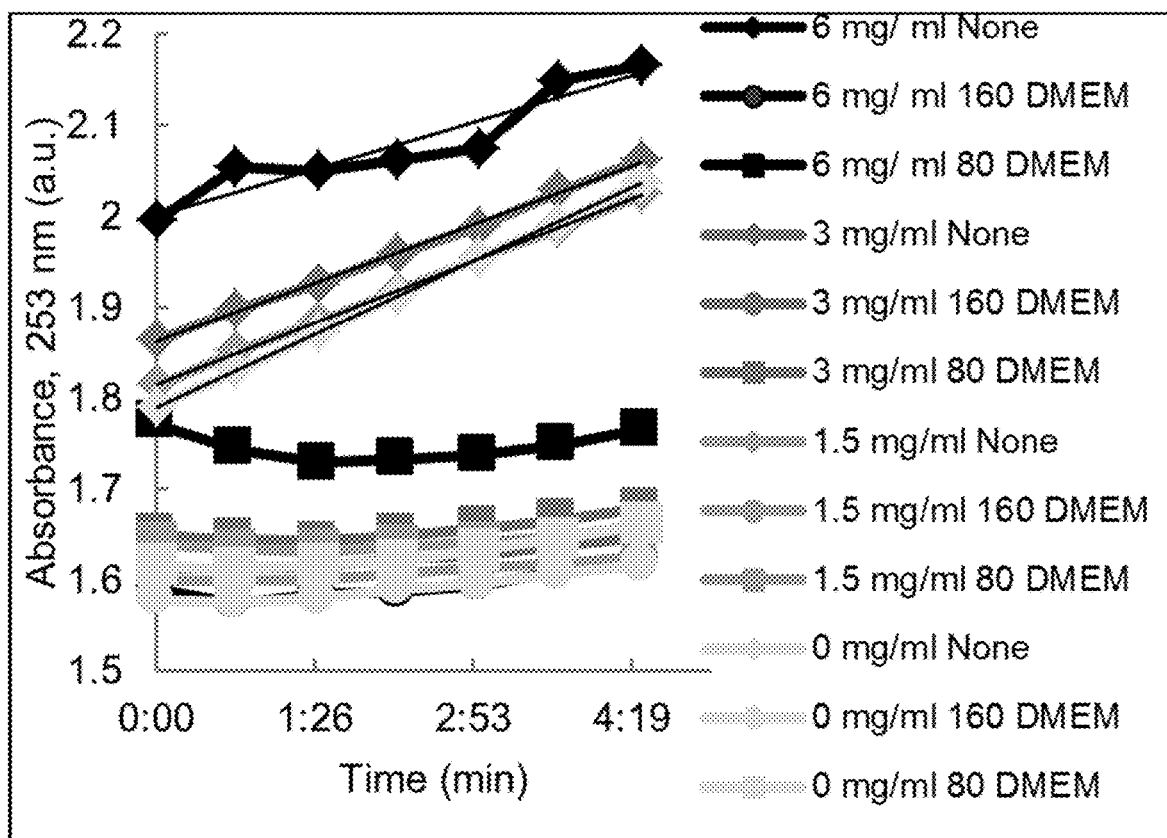 2.2
2.1
2
1.9
1.8
1.7
1.6
1.5
Absorbance, 253 nm (a.u.)
0:00 1:26 2:53 4:19
Time (min)
6 mg/ ml None
6 mg/ ml 160 DMEM
6 mg/ ml 80 DMEM
3 mg/ml None
3 mg/ml 160 DMEM
3 mg/ml 80 DMEM
1.5 mg/ml None
1.5 mg/ml 160 DMEM
1.5 mg/ml 80 DMEM
0 mg/ml None
0 mg/ml 160 DMEM
0 mg/ml 80 DMEM